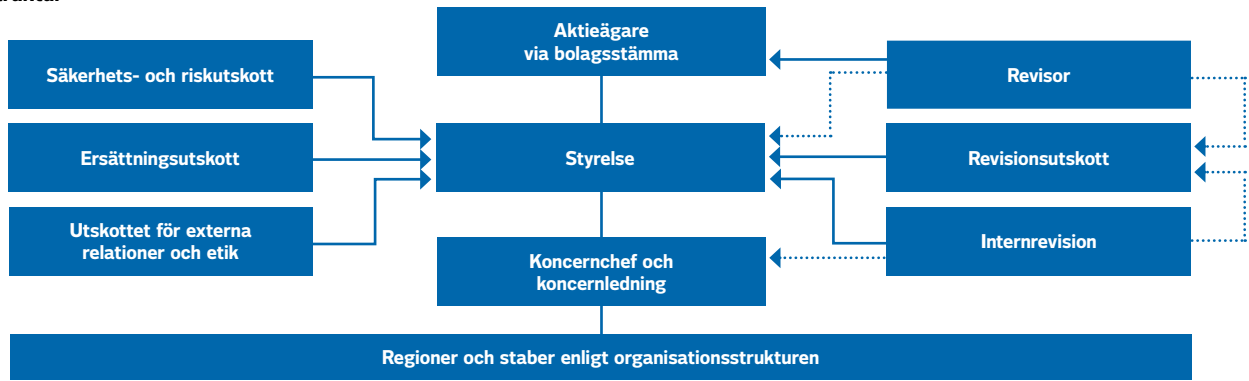 Aktieägare
via bolagsstämma
Säkerhets- och riskutskott
Revisor
Ersättningsutskott
Styrelse
Revisionsutskott
Utskottet för externa
relationer och etik
Internrevision
Koncernchef och
koncernledning
Regioner och staber enligt organisationsstrukturen